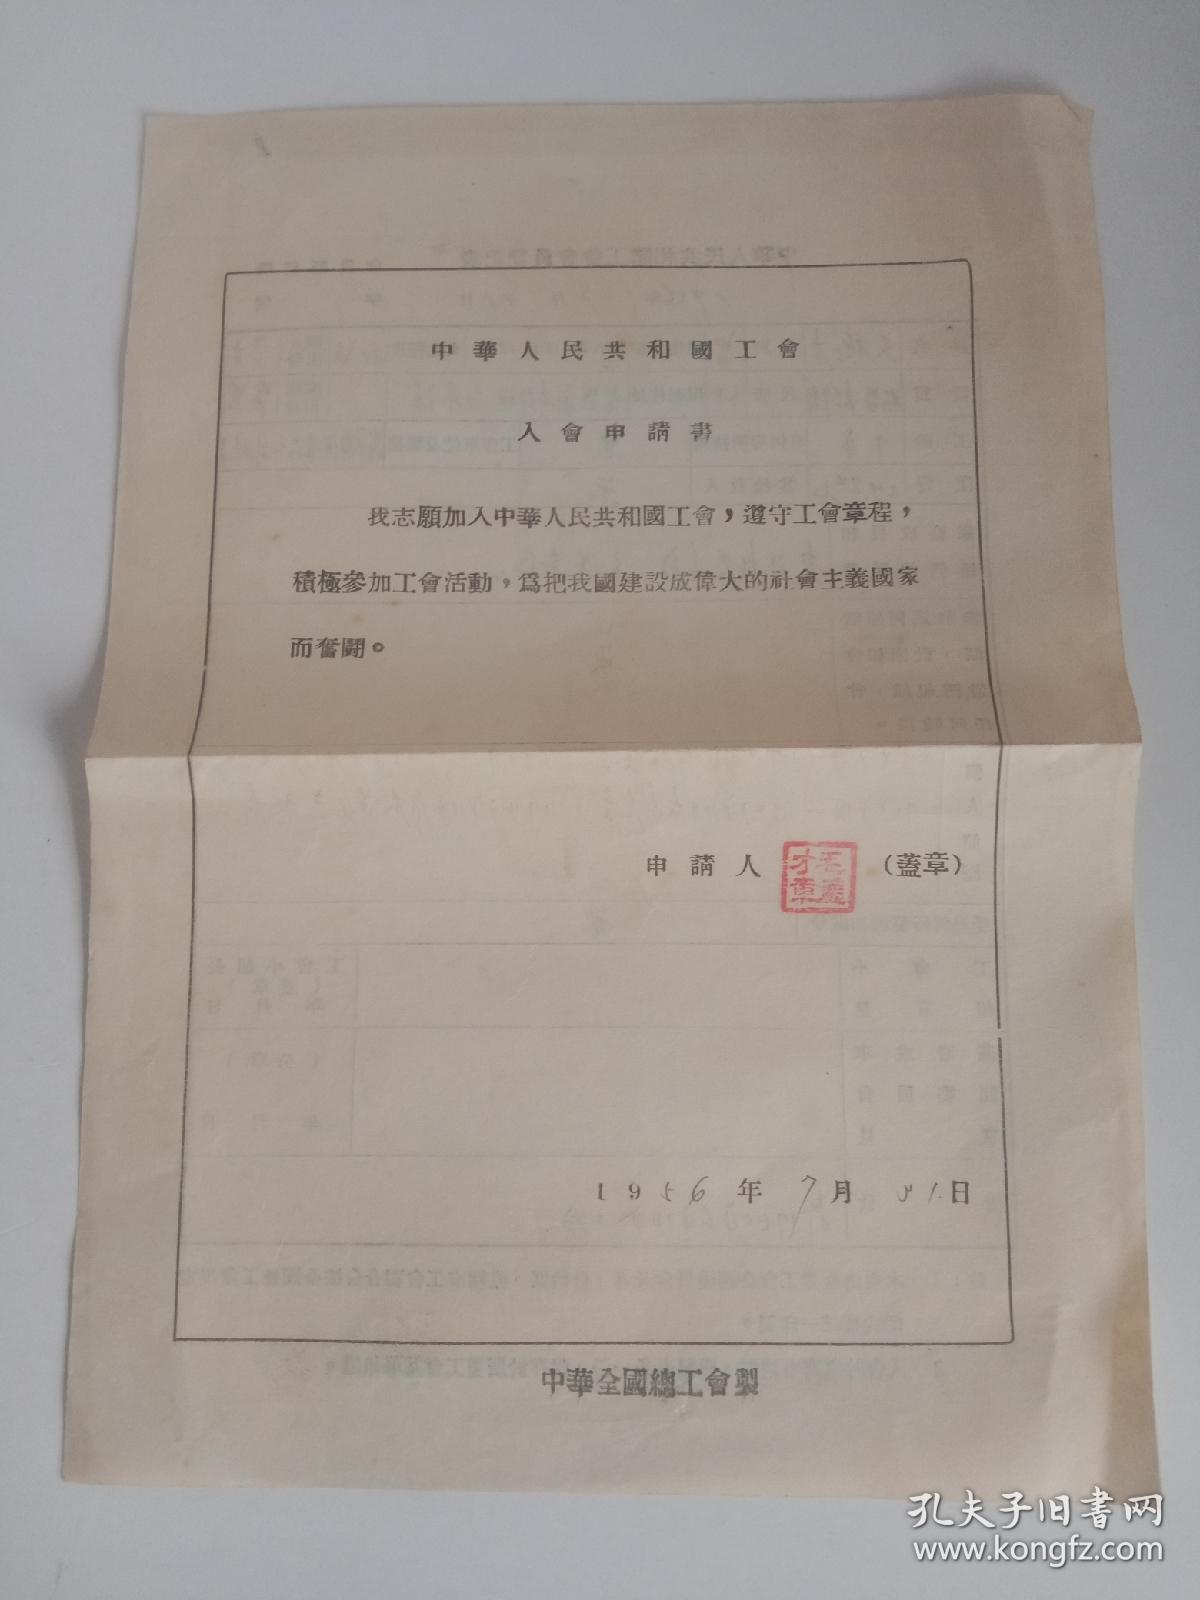 中華人民共和國工會
入會申請書
我志願加入中華人民共和國工會，遵守工會章程，
積極參加工會活動，爲把我國建設成偉大的社會主義國家
而奮鬪。
申請人 (蓋章)
1956年7月31日
中華全國總工會製
孔夫子旧书网
www.kongfz.com